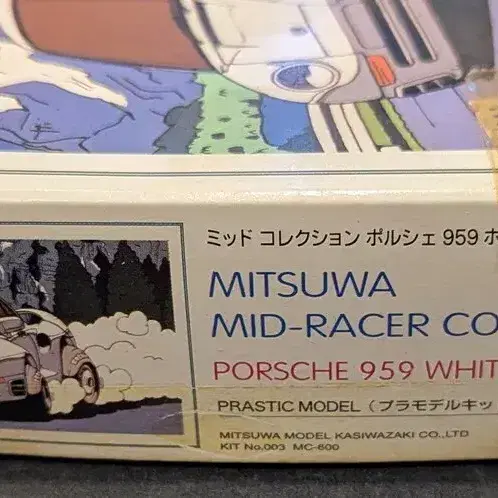 ミッド コレクション ポルシェ 959 ホ
MITSUWA
MID-RACER CO
PORSCHE 959 WHIT
PRASTIC MODEL (プラモデルキッ
MITSUWA MODEL KASIWAZAKI CO.,LTD
KIT No.003 MC-600